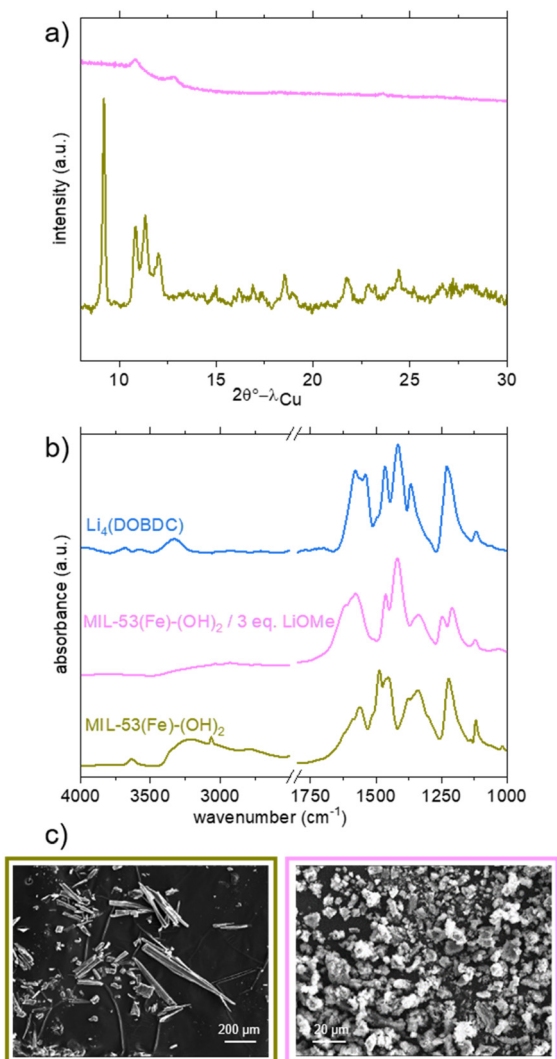 a)
intensity (a.u.)
10 15 20 25 30
2θ°−λCu
b)
absorbance (a.u.)
Li4(DOBDC)
MIL-53(Fe)-(OH)2 / 3 eq. LiOMe
MIL-53(Fe)-(OH)2
4000 3500 3000 1750 1500 1250 1000
wavenumber (cm-1)
c)
200 µm
20 µm